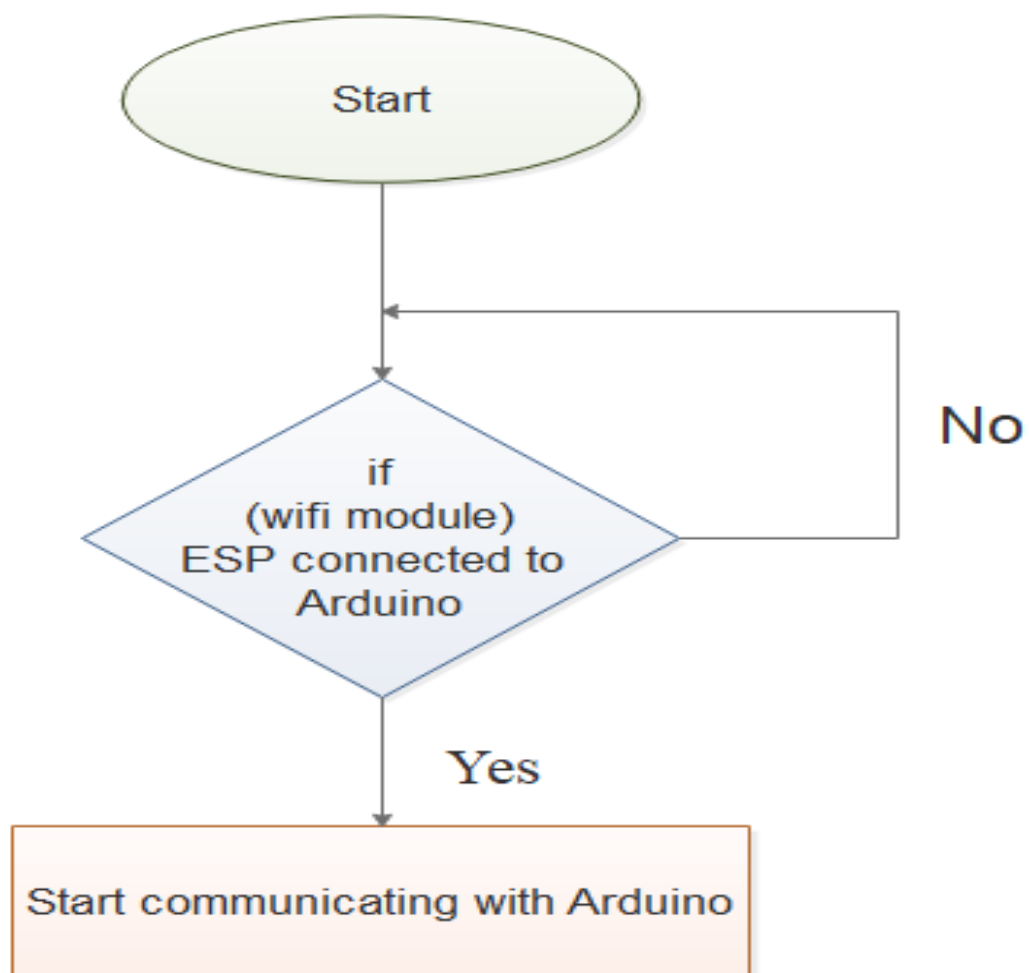 Start
No
if
(wifi module)
ESP connected to
Arduino
Yes
Start communicating with Arduino